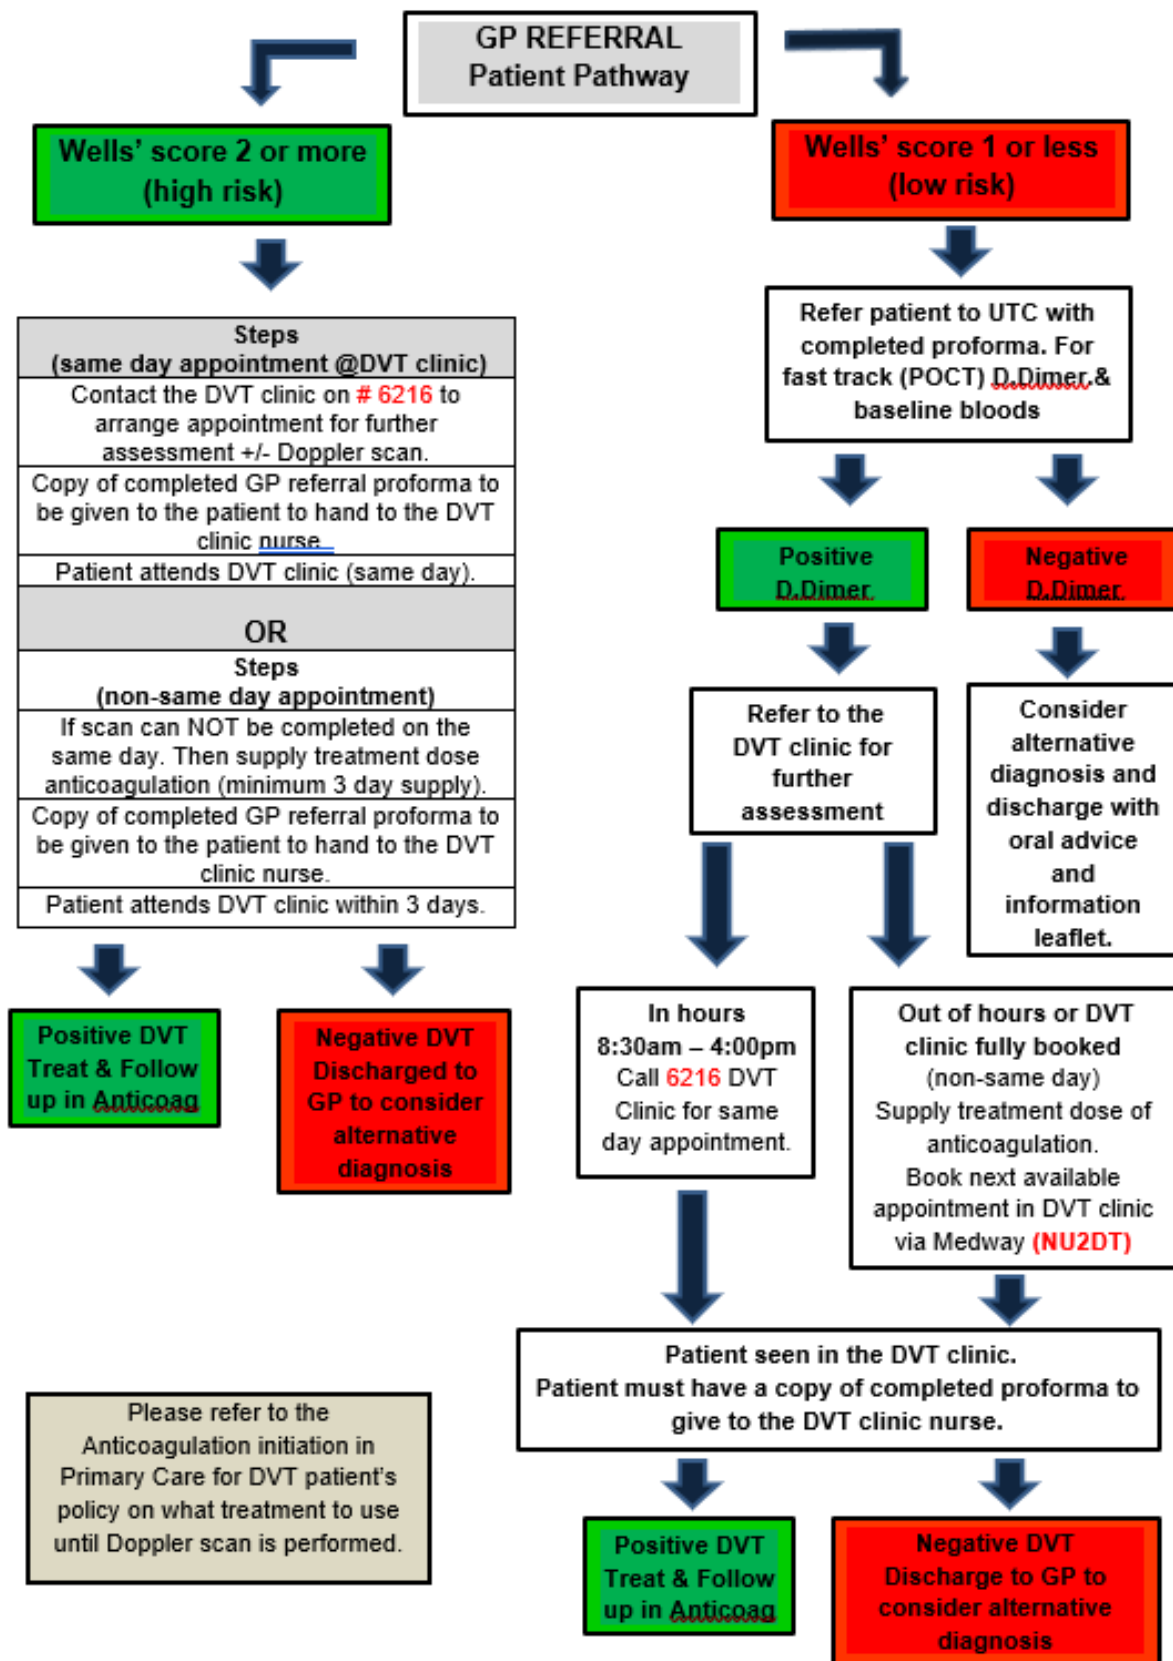 GP REFERRAL
Patient Pathway
Wells' score 2 or more
(high risk)
Steps
(same day appointment @DVT clinic)
Contact the DVT clinic on # 6216 to
arrange appointment for further
assessment +/- Doppler scan.
Copy of completed GP referral proforma to
be given to the patient to hand to the DVT
clinic nurse
Patient attends DVT clinic (same day).
OR
Steps
(non-same day appointment)
If scan can NOT be completed on the
same day. Then supply treatment dose
anticoagulation (minimum 3 day supply).
Copy of completed GP referral proforma to
be given to the patient to hand to the DVT
clinic nurse.
Patient attends DVT clinic within 3 days.
Positive DVT
Treat & Follow
up in Anticoag
Negative DVT
Discharged to
GP to consider
alternative
diagnosis
Wells' score 1 or less
(low risk)
Refer patient to UTC with
completed proforma. For
fast track (POCT) D.Dimer.&
baseline bloods
Positive
D.Dimer
Negative
D.Dimer
Refer to the
DVT clinic for
further
assessment
Consider
alternative
diagnosis and
discharge with
oral advice
and
information
leaflet.
In hours
8:30am – 4:00pm
Call 6216 DVT
Clinic for same
day appointment.
Out of hours or DVT
clinic fully booked
(non-same day)
Supply treatment dose of
anticoagulation.
Book next available
appointment in DVT clinic
via Medway (NU2DT)
Patient seen in the DVT clinic.
Patient must have a copy of completed proforma to
give to the DVT clinic nurse.
Positive DVT
Treat & Follow
up in Anticoag
Negative DVT
Discharge to GP to
consider alternative
diagnosis
Please refer to the
Anticoagulation initiation in
Primary Care for DVT patient's
policy on what treatment to use
until Doppler scan is performed.